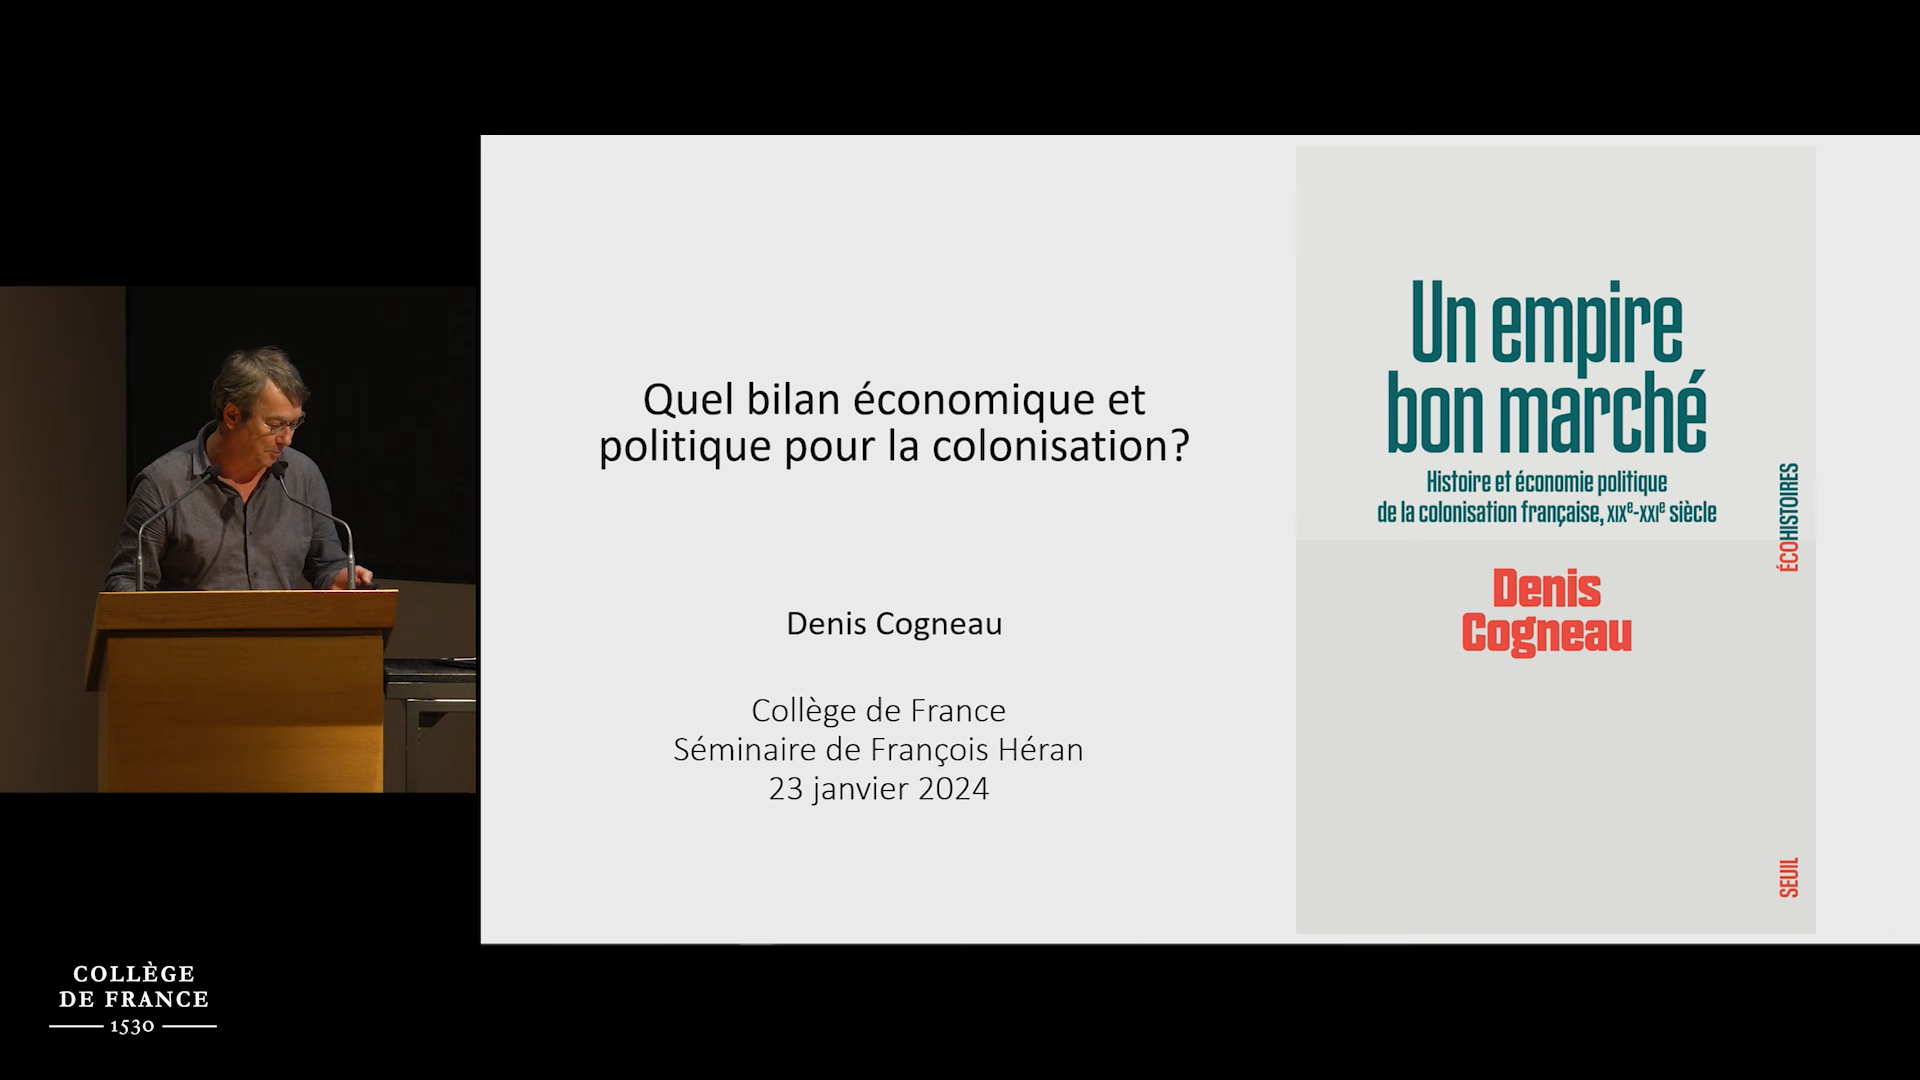 Quel bilan économique et
politique pour la colonisation?
Denis Cogneau
Collège de France
Séminaire de François Héran
23 janvier 2024
Un empire
bon marché
Histoire et économie politique
de la colonisation française, XIXe-XXIe siècle
Denis
Cogneau
ÉCOHISTOIRES
SEUIL
COLLÈGE
DE FRANCE
1530